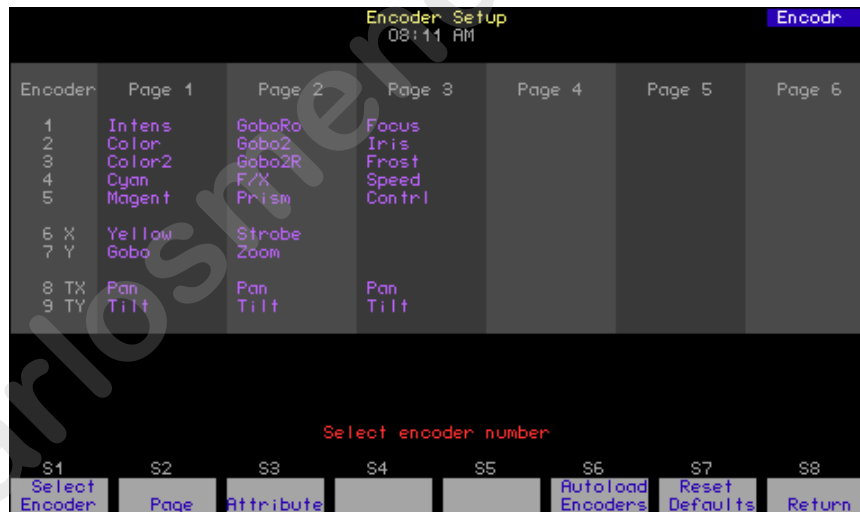 Encoder Setup
Encodr
08:11 AM
Encoder Page 1 Page 2 Page 3 Page 4 Page 5 Page 6
1 Intens GoboRo Focus
2 Color Gobo2 Iris
3 Color2 Gobo2R Frost
4 Cyan F/X Speed
5 Magent Prism Contrl
6 X Yellow Strobe
7 Y Gobo Zoom
8 TX Pan Pan Pan
9 TY Tilt Tilt Tilt
Select encoder number
S1 S2 S3 S4 S5 S6 S7 S8
Select Autoload Reset
Encoder Page Attribute Encoders Defaults Return